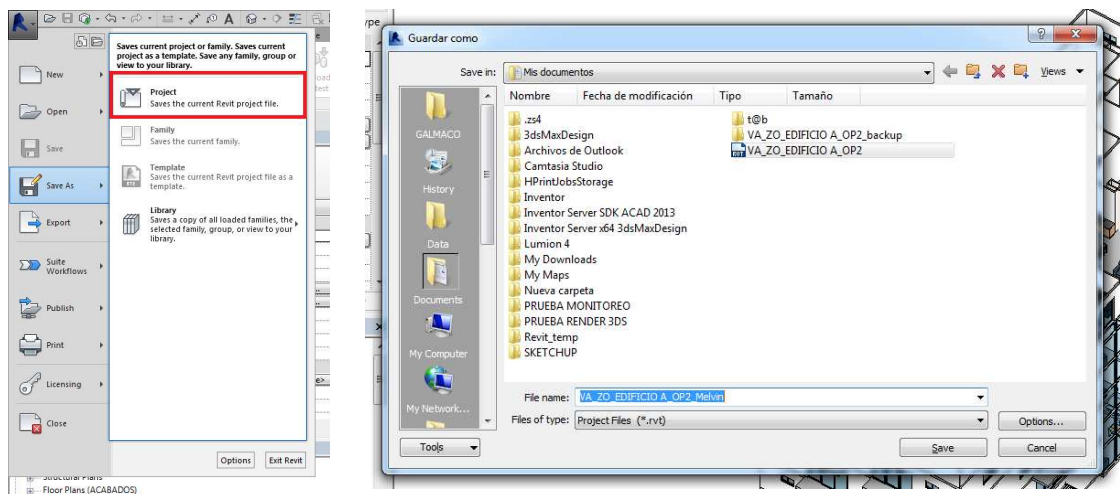 Saves current project or family. Saves current
project as a template. Save any family, group or
view to your library.
New
Open
Save
Save As
Export
Suite
Workflows
Publish
Print
Licensing
Close
Project
Saves the current Revit project file.
Family
Saves the current family.
Template
Saves the current Revit project file as a
template.
Library
Saves a copy of all loaded families, the
selected family, group, or view to your
library.
Options
Exit Revit
Floor Plans (ACABADOS)
Guardar como
Save in:
Mis documentos
Views
Nombre Fecha de modificación Tipo Tamaño
GALMACO
History
Data
Documents
My Computer
My Network...
.zs4
3dsMaxDesign
Archivos de Outlook
Camtasia Studio
HPrintJobsStorage
Inventor
Inventor Server SDK ACAD 2013
Inventor Server x64 3dsMaxDesign
Lumion 4
My Downloads
My Maps
Nueva carpeta
PRUEBA MONITOREO
PRUEBA RENDER 3DS
Revit_temp
SKETCHUP
t@b
VA_ZO_EDIFICIO A_OP2_backup
VA_ZO_EDIFICIO A_OP2
File name: VA_ZO_EDIFICIO A_OP2_Melvin
Files of type: Project Files (*.rvt)
Options...
Tools
Save
Cancel